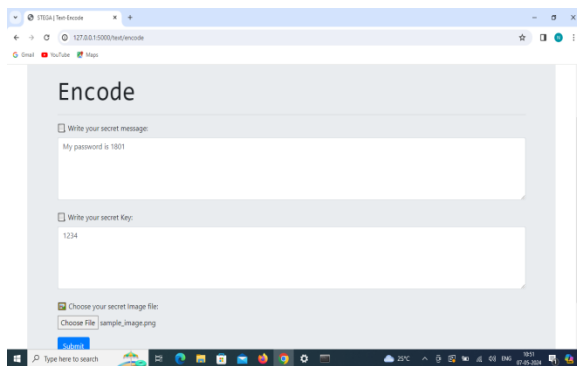 STEGA | Text-Encode
127.0.0.1:5000/text/encode
Gmail YouTube Maps
Encode
Write your secret message:
My password is 1801
Write your secret Key:
1234
Choose your secret Image file:
Choose File sample_image.png
Submit
Type here to search 25°C ENG 18:51
07-05-2024